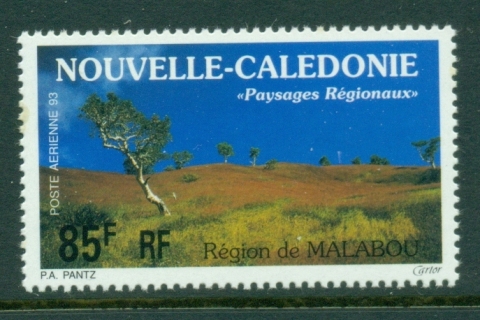 NOUVELLE-CALEDONIE
«Paysages Régionaux»
POSTE AERIENNE 93
85F RF
Région de MALABOU
P.A. PANTZ
Cartor